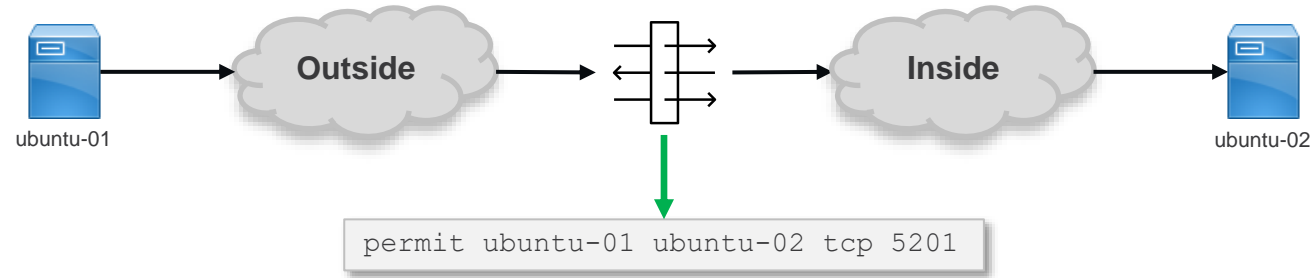 Outside
Inside
ubuntu-01
ubuntu-02
permit ubuntu-01 ubuntu-02 tcp 5201